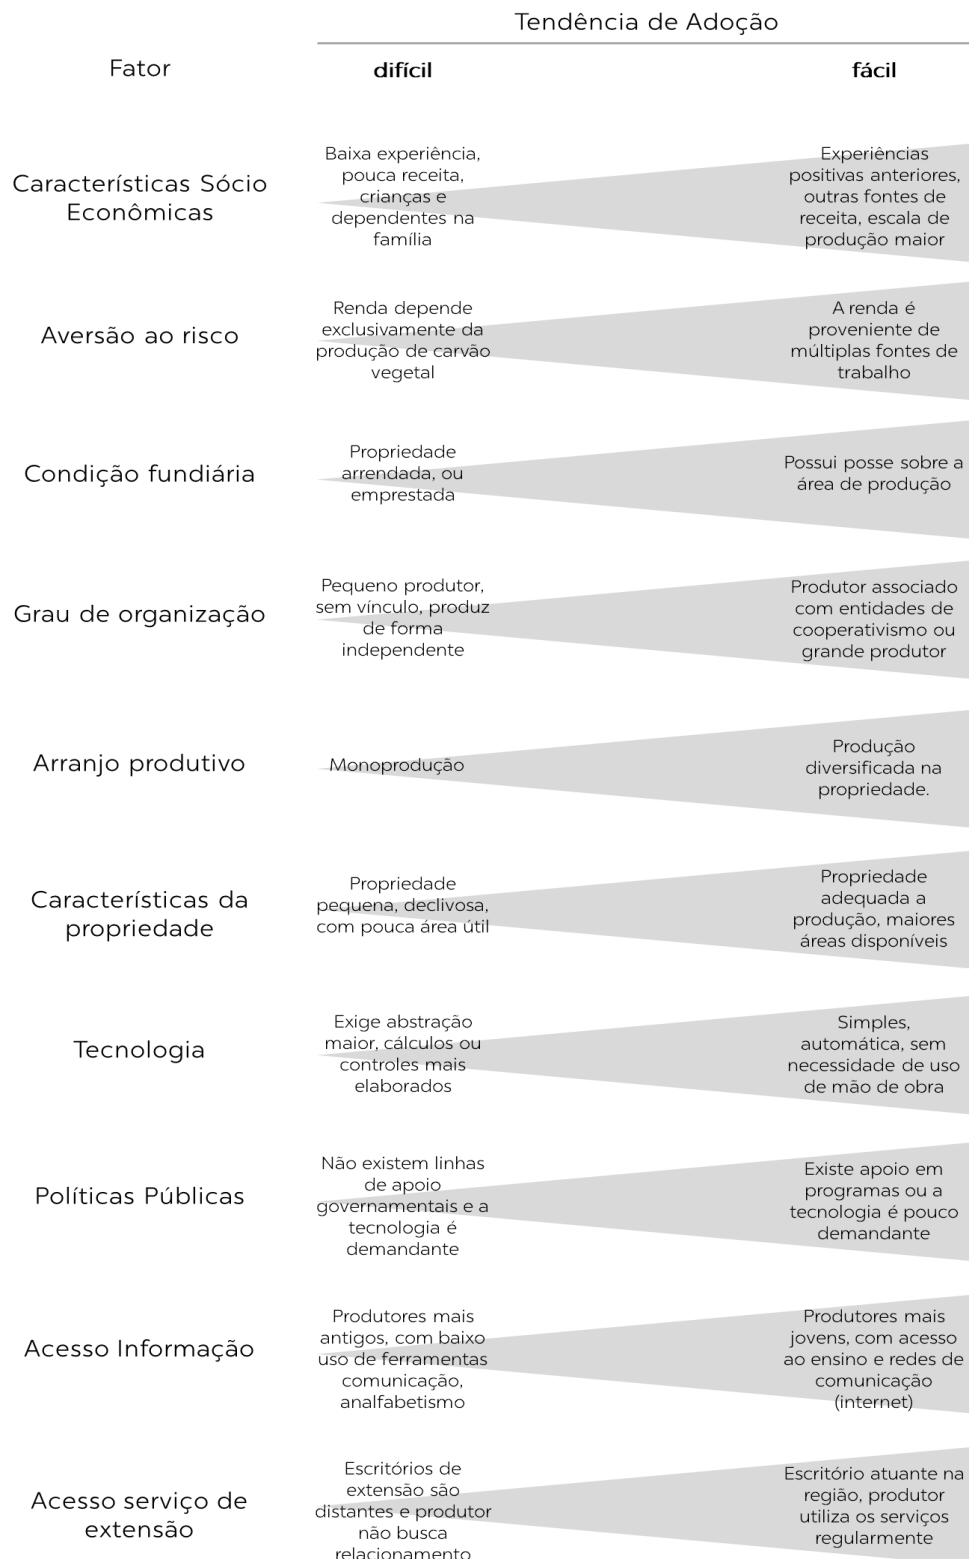 Tendência de Adoção
Fator
difícil
fácil
Características Sócio
Econômicas
Baixa experiência,
pouca receita,
crianças e
dependentes na
família
Experiências
positivas anteriores,
outras fontes de
receita, escala de
produção maior
Aversão ao risco
Renda depende
exclusivamente da
produção de carvão
vegetal
A renda é
proveniente de
múltiplas fontes de
trabalho
Condição fundiária
Propriedade
arrendada, ou
emprestada
Possui posse sobre a
área de produção
Grau de organização
Pequeno produtor,
sem vínculo, produz
de forma
independente
Produtor associado
com entidades de
cooperativismo ou
grande produtor
Arranjo produtivo
Monoprodução
Produção
diversificada na
propriedade.
Características da
propriedade
Propriedade
pequena, declivosa,
com pouca área útil
Propriedade
adequada a
produção, maiores
áreas disponíveis
Tecnologia
Exige abstração
maior, cálculos ou
controles mais
elaborados
Simples,
automática, sem
necessidade de uso
de mão de obra
Políticas Públicas
Não existem linhas
de apoio
governamentais e a
tecnologia é
demandante
Existe apoio em
programas ou a
tecnologia é pouco
demandante
Acesso Informação
Produtores mais
antigos, com baixo
uso de ferramentas
comunicação,
analfabetismo
Produtores mais
jovens, com acesso
ao ensino e redes de
comunicação
(internet)
Acesso serviço de
extensão
Escritórios de
extensão são
distantes e produtor
não busca
relacionamento
Escritório atuante na
região, produtor
utiliza os serviços
regularmente